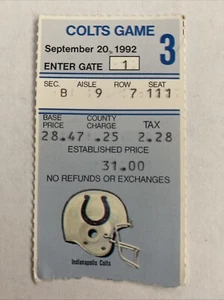 COLTS GAME
September 20, 1992 3
ENTER GATE 1
SEC. AISLE ROW SEAT
B 9 7 111
BASE PRICE COUNTY CHARGE TAX
28.47 .25 2.28
ESTABLISHED PRICE
31.00
NO REFUNDS OR EXCHANGES
Indianapolis Colts